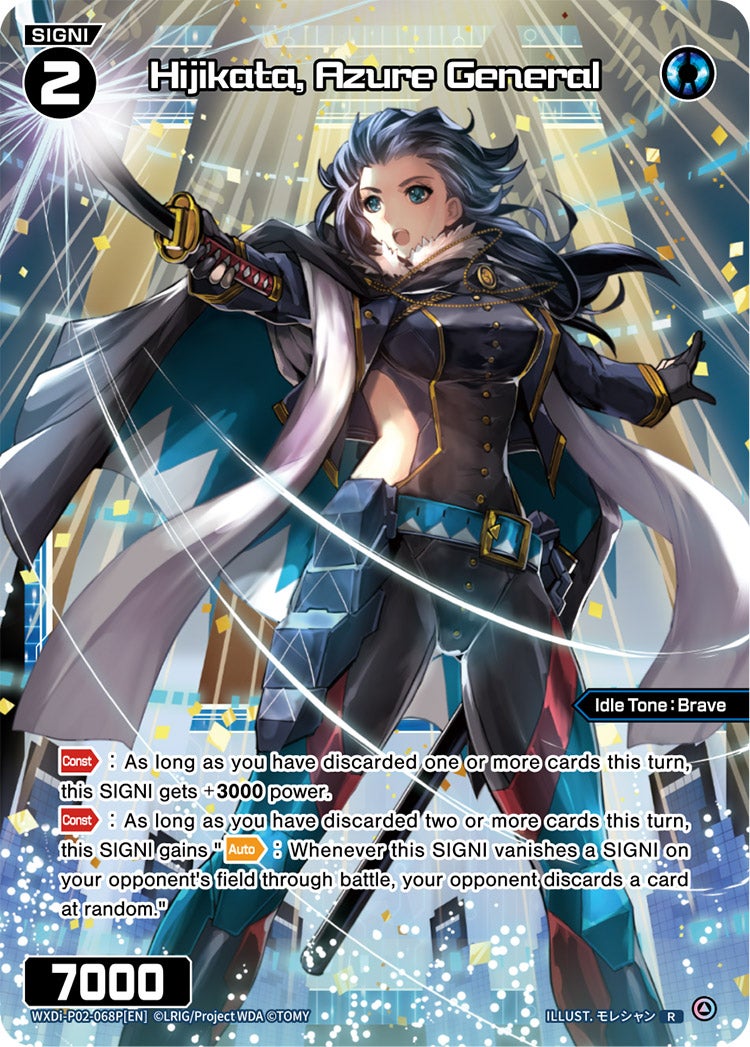 SIGNI
2
Hijikata, Azure General
Idle Tone：Brave
Const：As long as you have discarded one or more cards this turn,
this SIGNI gets +3000 power.
Const：As long as you have discarded two or more cards this turn,
this SIGNI gains "Auto：Whenever this SIGNI vanishes a SIGNI on
your opponent's field through battle, your opponent discards a card
at random."
7000
WXDi-P02-068P[EN] ©LRIG/Project WDA ©TOMY
ILLUST. モレシャン R